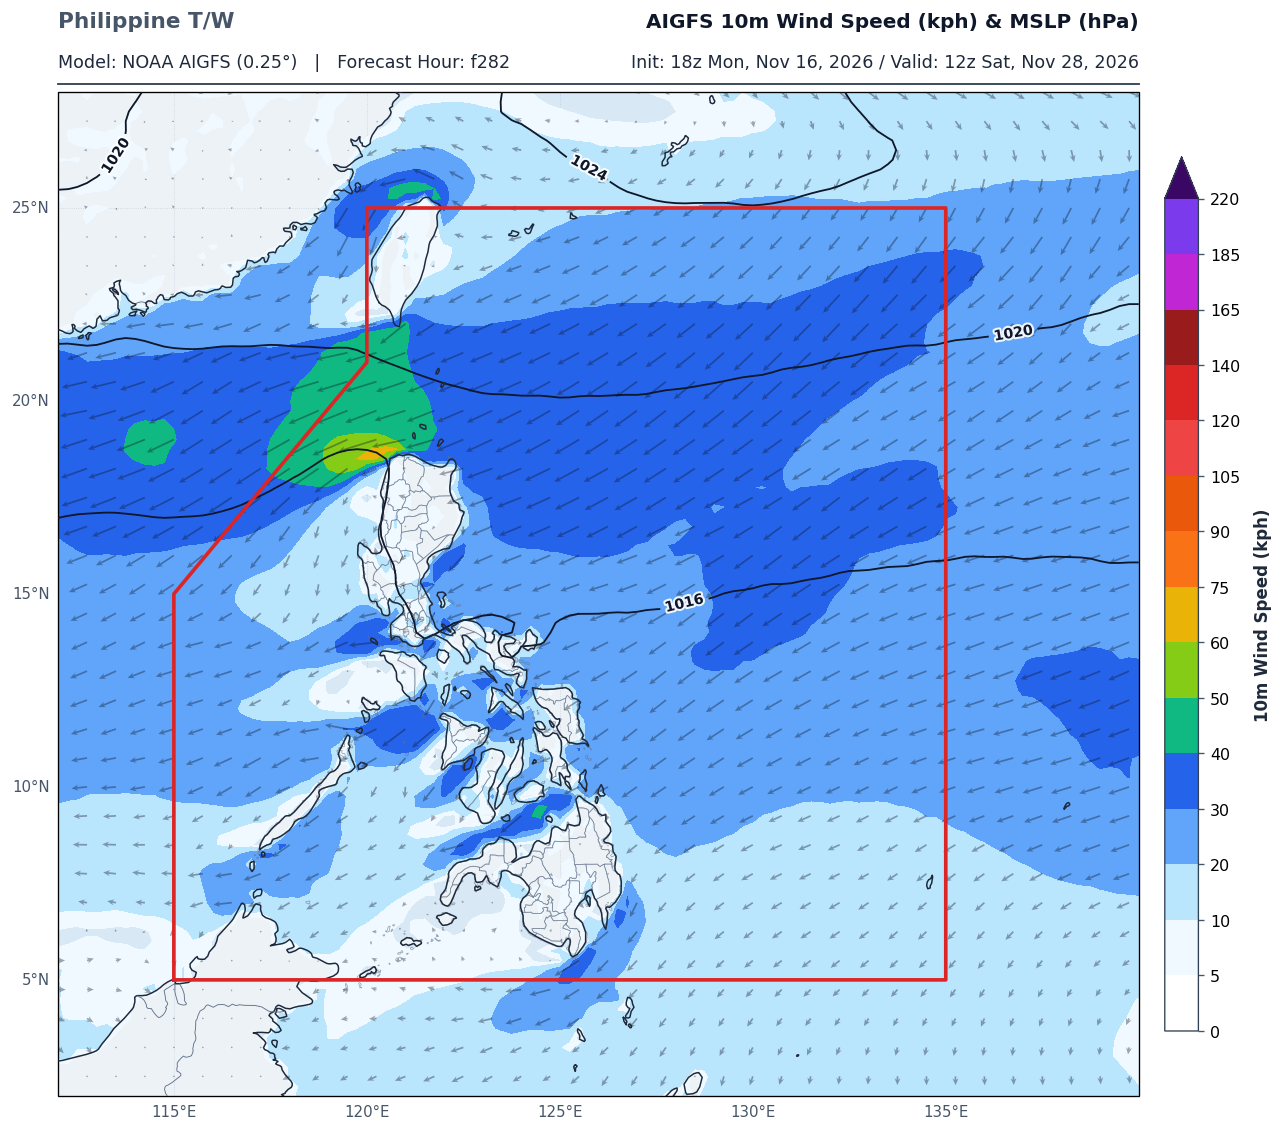 Philippine T/W
AIGFS 10m Wind Speed (kph) & MSLP (hPa)
Model: NOAA AIGFS (0.25°) | Forecast Hour: f282
Init: 18z Mon, Nov 16, 2026 / Valid: 12z Sat, Nov 28, 2026
1020
1024
1020
1016
25°N
20°N
15°N
10°N
5°N
115°E
120°E
125°E
130°E
135°E
220
185
165
140
120
105
90
75
60
50
40
30
20
10
5
0
10m Wind Speed (kph)